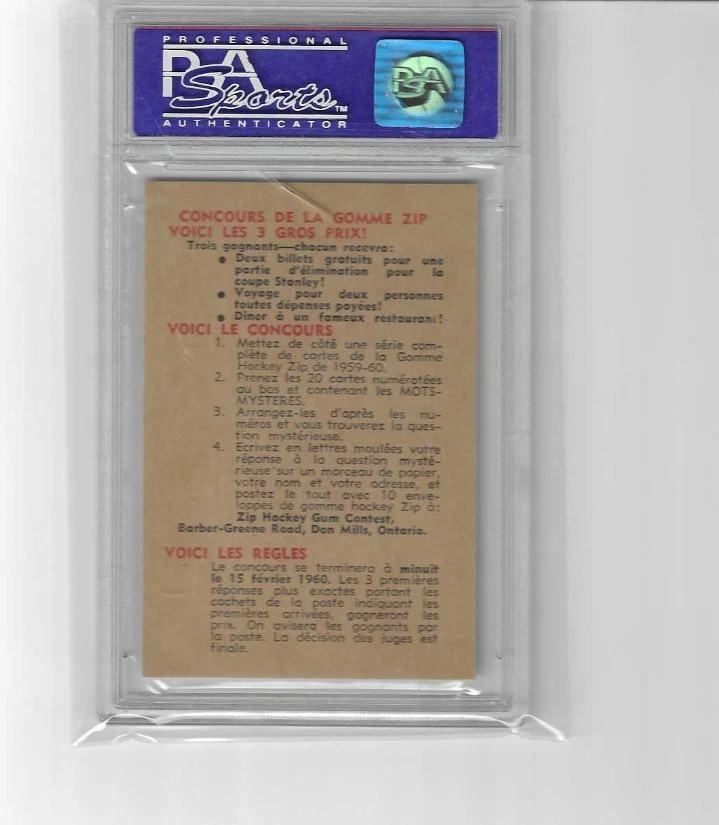 PROFESSIONAL
PSA
Sports™
AUTHENTICATOR
PSA
CONCOURS DE LA GOMME ZIP
VOICI LES 3 GROS PRIX!
Trois gagnants—chacun recevra:
● Deux billets gratuits pour une
partie d'élimination pour la
coupe Stanley!
● Voyage pour deux personnes
toutes dépenses payées!
● Dîner à un fameux restaurant!
VOICI LE CONCOURS
1. Mettez de côté une série com-
plète de cartes de la Gomme
Hockey Zip de 1959-60.
2. Prenez les 20 cartes numérotées
au bas et contenant les MOTS-
MYSTERES.
3. Arrangez-les d'après les nu-
méros et vous trouverez la ques-
tion mystérieuse.
4. Ecrivez en lettres moulées votre
réponse à la question mysté-
rieuse sur un morceau de papier,
votre nom et votre adresse, et
postez le tout avec 10 enve-
loppes de gomme hockey Zip à:
Zip Hockey Gum Contest,
Barber-Greene Road, Don Mills, Ontario.
VOICI LES REGLES
Le concours se terminera à minuit
le 15 février 1960. Les 3 premières
réponses plus exactes portant les
cachets de la poste indiquant les
premières arrivées, gagneront les
prix. On avisera les gagnants par
la poste. La décision des juges est
finale.